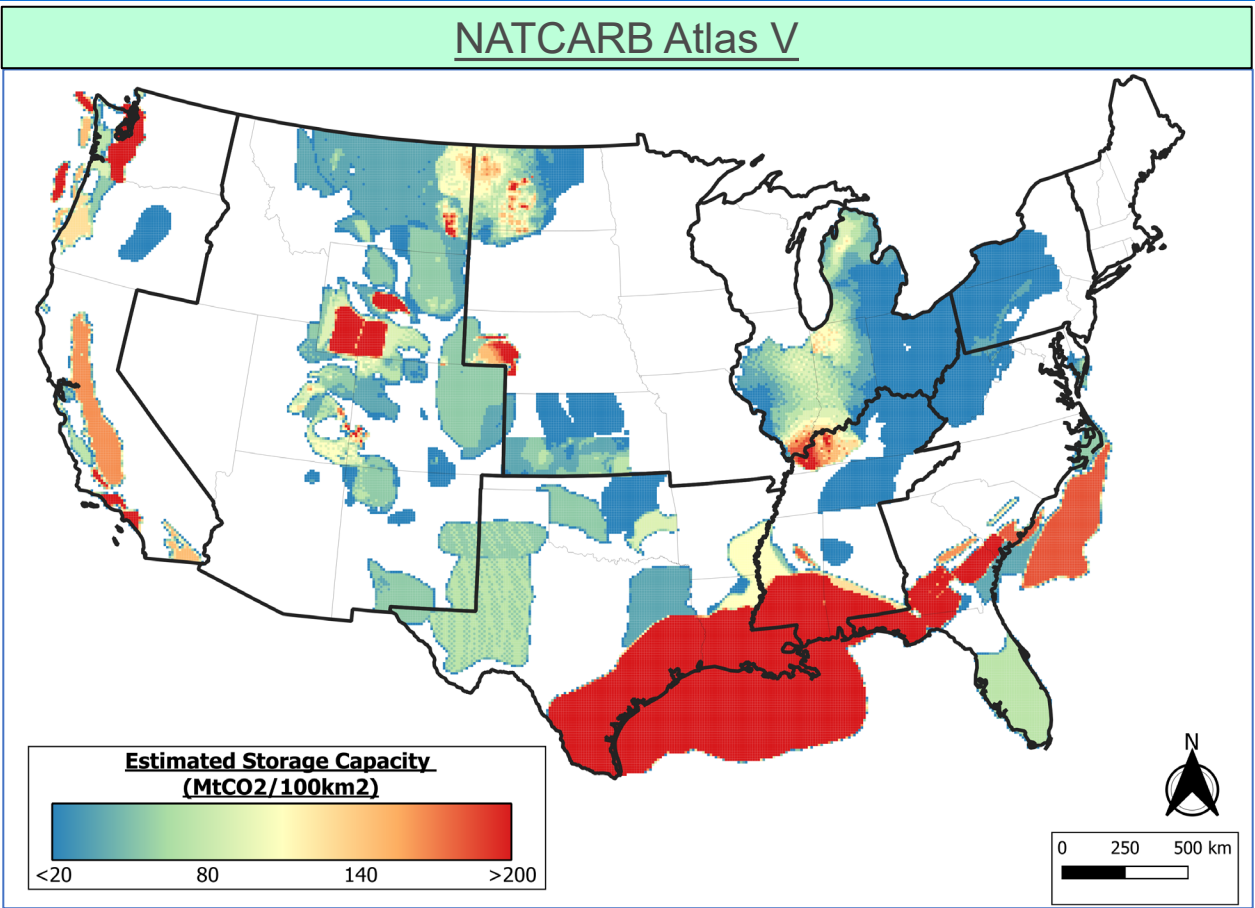 NATCARB Atlas V
N
Estimated Storage Capacity
(MtCO2/100km2)
<20 80 140 >200
0 250 500 km